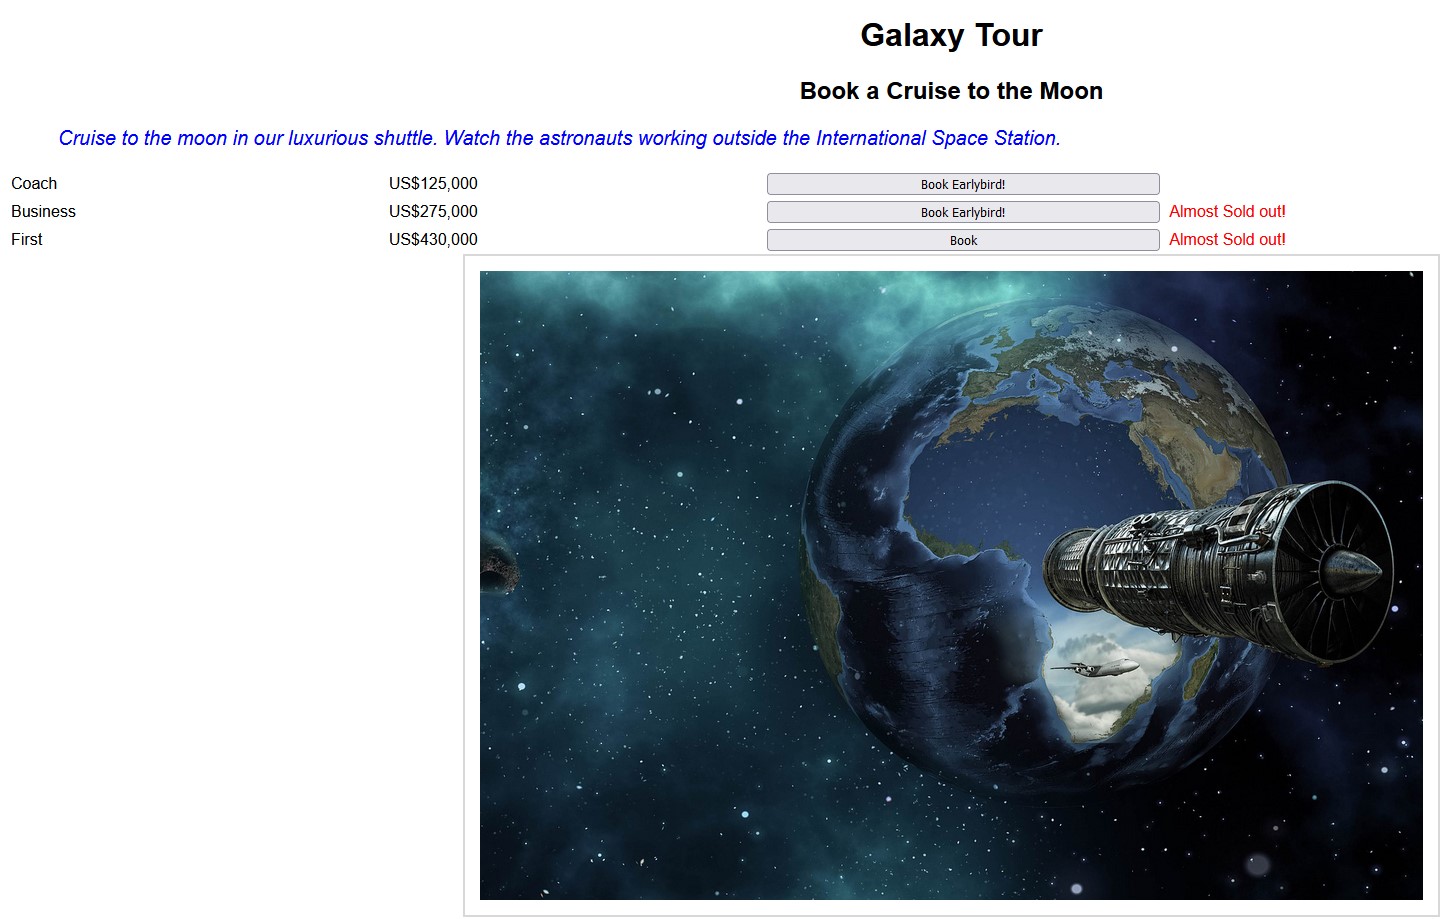 Galaxy Tour
Book a Cruise to the Moon
Cruise to the moon in our luxurious shuttle. Watch the astronauts working outside the International Space Station.
Coach US$125,000 Book Earlybird!
Business US$275,000 Book Earlybird! Almost Sold out!
First US$430,000 Book Almost Sold out!